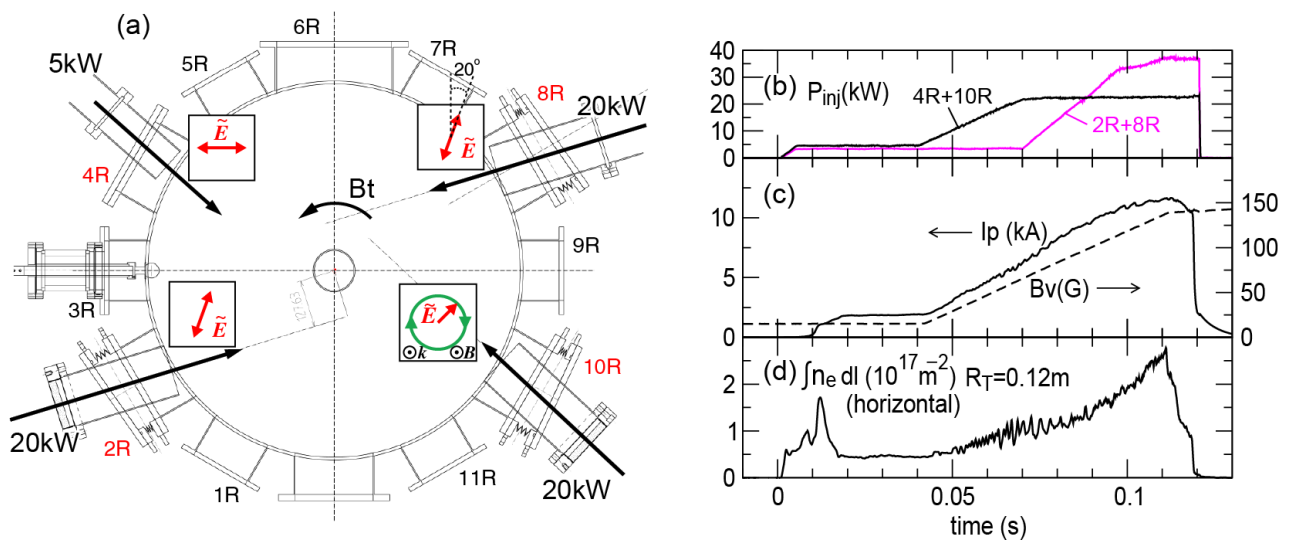 (a)
6R
5R
7R
20°
5kW
8R
20kW
Ẽ
Ẽ
4R
Bt
9R
3R
127.63
Ẽ
Ẽ
k
B
10R
20kW
2R
1R
11R
20kW
40
30
20
10
0
(b)
Pinj(kW)
4R+10R
2R+8R
(c)
10
5
0
Ip (kA)
Bv(G)
150
100
50
0
(d)
∫ne dl (10^17 m^-2) RT=0.12m
(horizontal)
2
1
0
0
0.05
0.1
time (s)